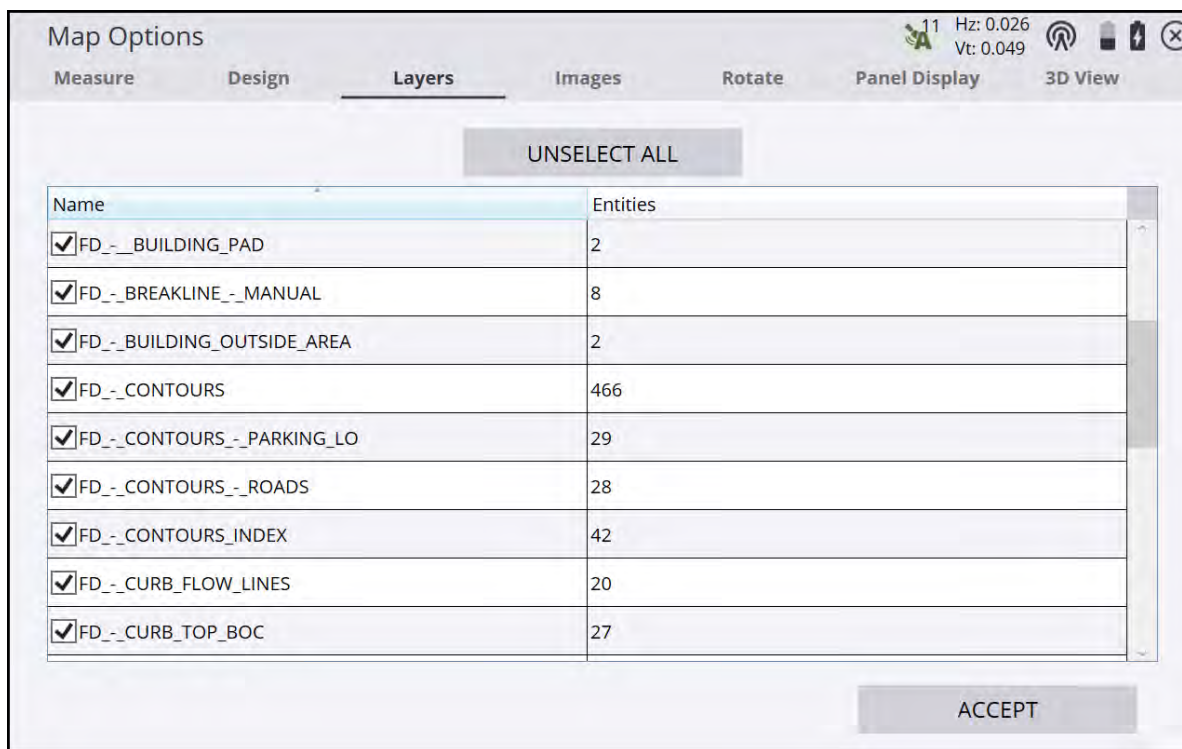 Map Options
11
Hz: 0.026
Vt: 0.049
Measure Design Layers Images Rotate Panel Display 3D View
UNSELECT ALL
Name Entities
FD_-__BUILDING_PAD 2
FD_-_BREAKLINE_-_MANUAL 8
FD_-_BUILDING_OUTSIDE_AREA 2
FD_-_CONTOURS 466
FD_-_CONTOURS_-_PARKING_LO 29
FD_-_CONTOURS_-_ROADS 28
FD_-_CONTOURS_INDEX 42
FD_-_CURB_FLOW_LINES 20
FD_-_CURB_TOP_BOC 27
ACCEPT